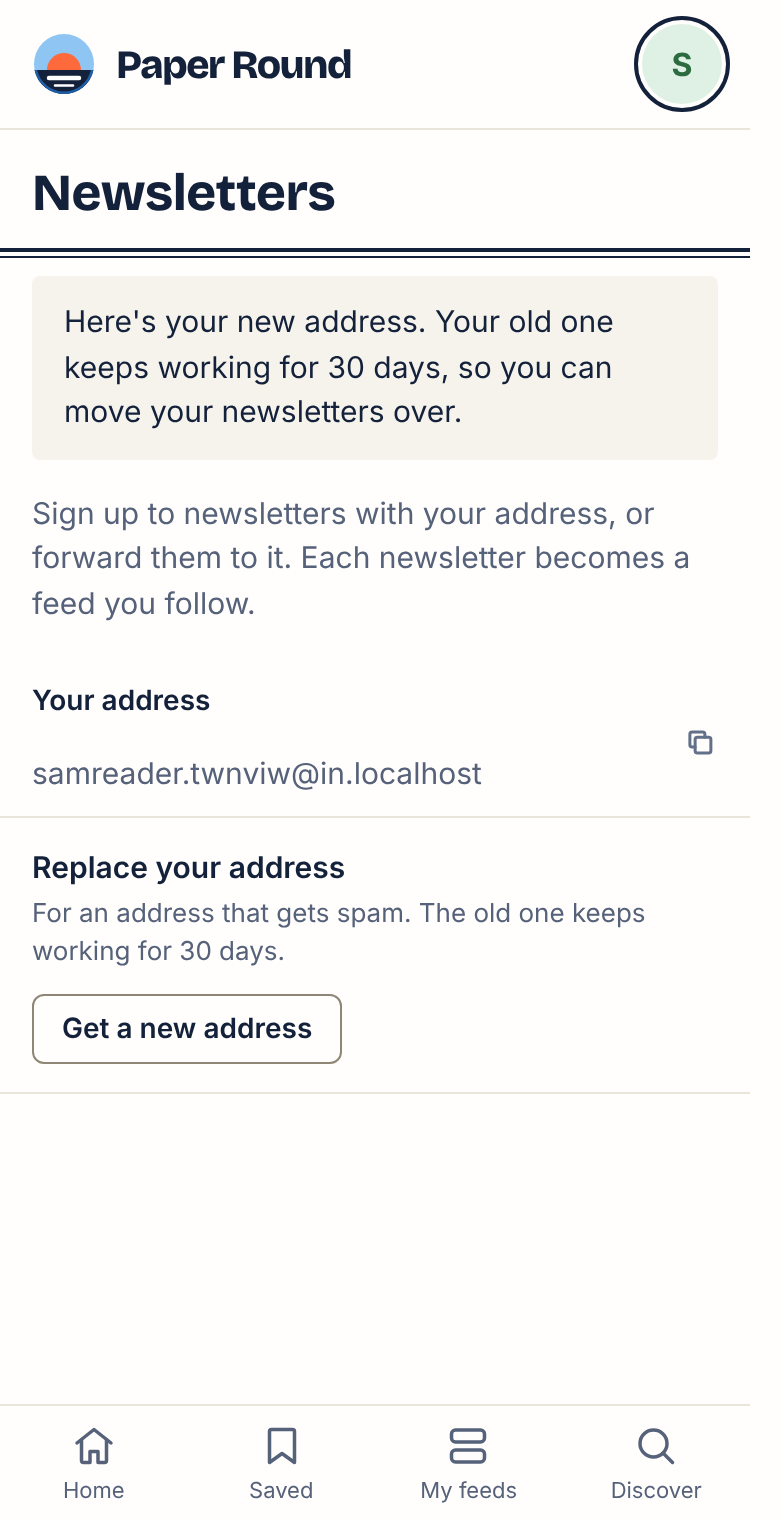 Paper Round
S
Newsletters
Here's your new address. Your old one
keeps working for 30 days, so you can
move your newsletters over.
Sign up to newsletters with your address, or
forward them to it. Each newsletter becomes a
feed you follow.
Your address
samreader.twnviw@in.localhost
Replace your address
For an address that gets spam. The old one keeps
working for 30 days.
Get a new address
Home
Saved
My feeds
Discover